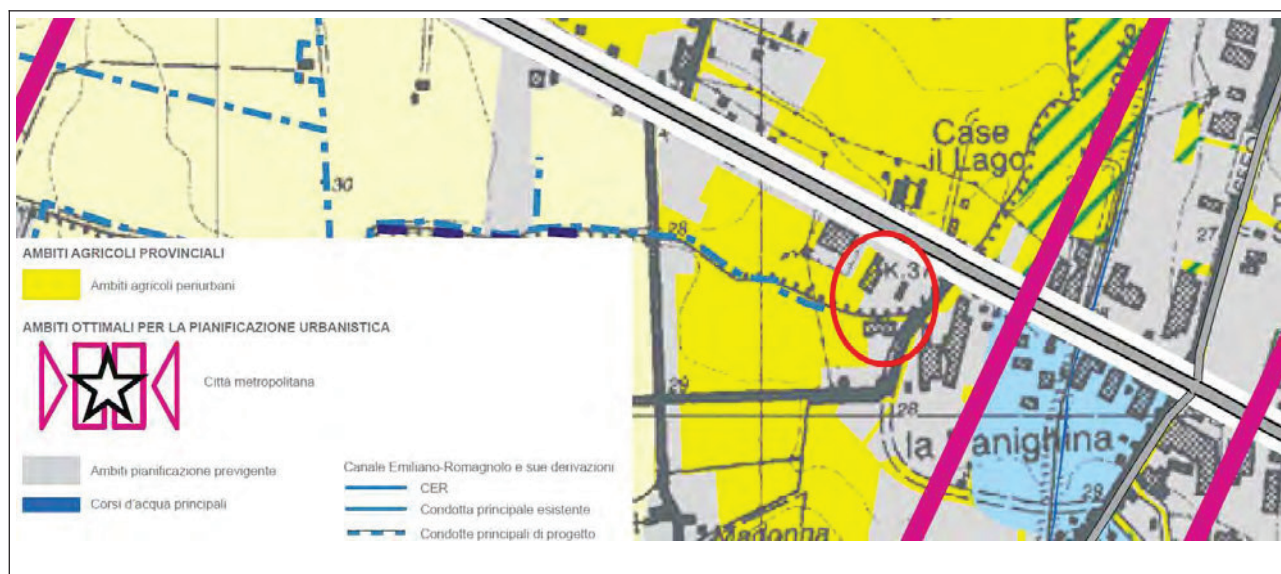 Case
il Lago
30
28
K.37
27
29
28
la Panighina
29
Madonna
AMBITI AGRICOLI PROVINCIALI
Ambiti agricoli periurbani
AMBITI OTTIMALI PER LA PIANIFICAZIONE URBANISTICA
Città metropolitana
Ambiti pianificazione previgente
Corsi d'acqua principali
Canale Emiliano-Romagnolo e sue derivazioni
CER
Condotta principale esistente
Condotte principali di progetto